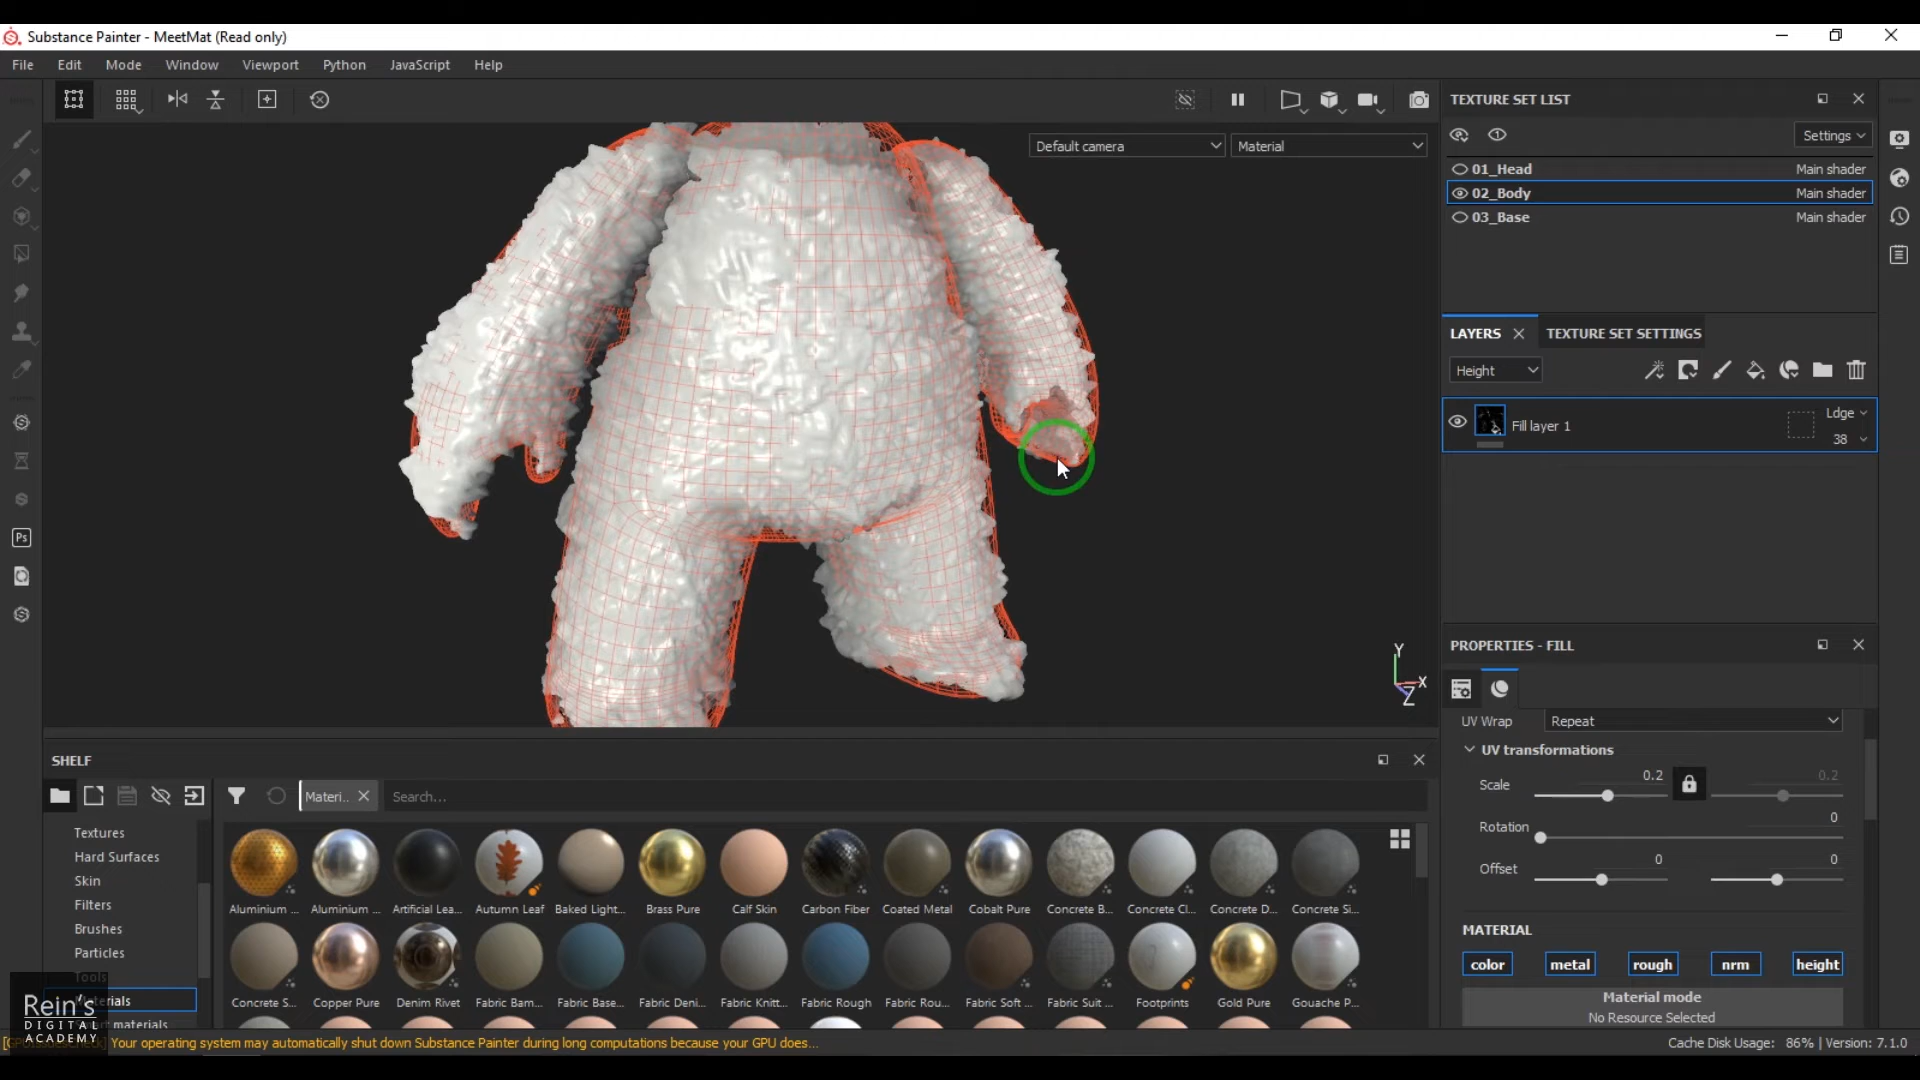 Substance Painter - MeetMat (Read only)
File Edit Mode Window Viewport Python JavaScript Help
Default camera
Material
TEXTURE SET LIST
Settings
01_Head Main shader
02_Body Main shader
03_Base Main shader
LAYERS
TEXTURE SET SETTINGS
Height
Fill layer 1
Ldge
38
Y
X
Z
PROPERTIES - FILL
UV Wrap Repeat
UV transformations
Scale 0.2 0.2
Rotation 0
Offset 0 0
MATERIAL
color metal rough nrm height
Material mode
No Resource Selected
SHELF
Materi..
Search...
Textures
Hard Surfaces
Skin
Filters
Brushes
Particles
Tools
Aluminium ... Aluminium ... Artificial Lea... Autumn Leaf Baked Light... Brass Pure Calf Skin Carbon Fiber Coated Metal Cobalt Pure Concrete B... Concrete Cl... Concrete D... Concrete Si...
Concrete S... Copper Pure Denim Rivet Fabric Bam... Fabric Base... Fabric Deni... Fabric Knitt... Fabric Rough Fabric Rou... Fabric Soft ... Fabric Suit ... Footprints Gold Pure Gouache P...
Rein's
DIGITAL
ACADEMY
Ps
Your operating system may automatically shut down Substance Painter during long computations because your GPU does...
Cache Disk Usage: 86% | Version: 7.1.0